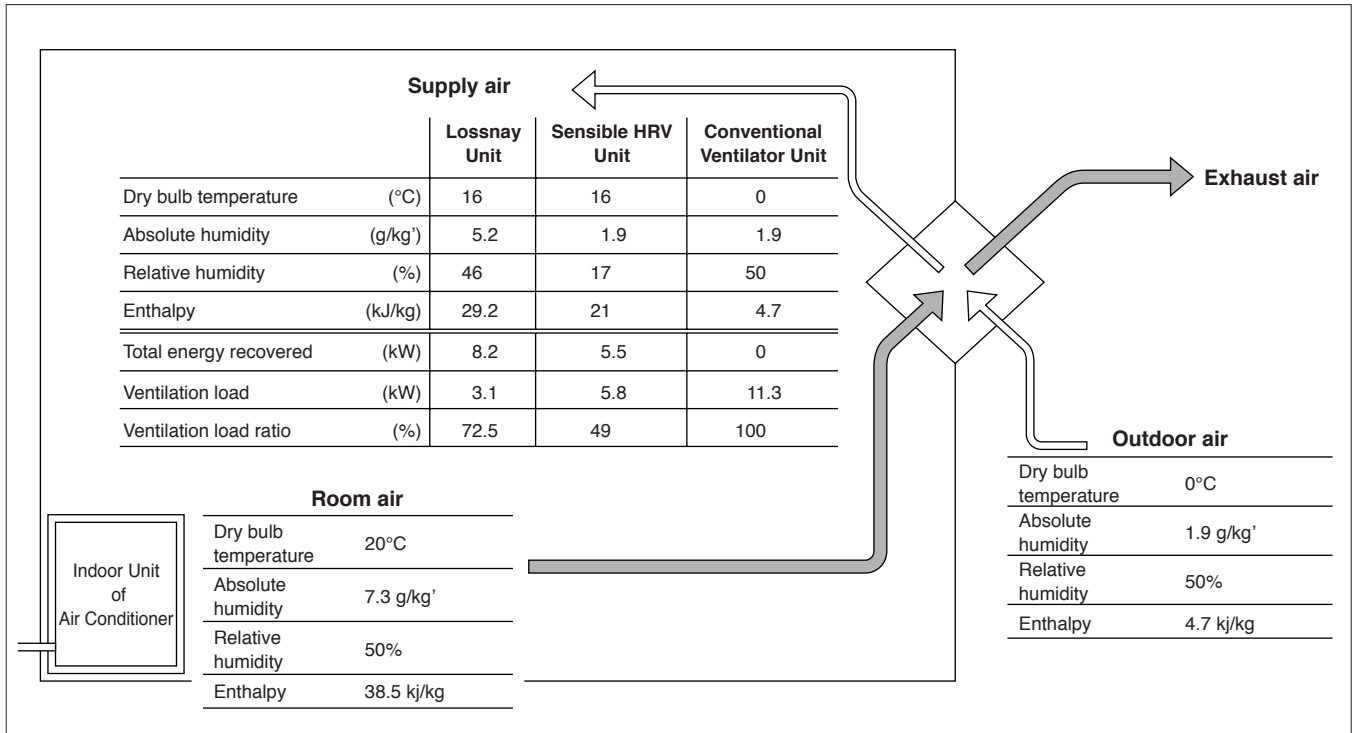 Supply air
Lossnay Unit Sensible HRV Unit Conventional Ventilator Unit
Dry bulb temperature (°C) 16 16 0
Absolute humidity (g/kg’) 5.2 1.9 1.9
Relative humidity (%) 46 17 50
Enthalpy (kJ/kg) 29.2 21 4.7
Total energy recovered (kW) 8.2 5.5 0
Ventilation load (kW) 3.1 5.8 11.3
Ventilation load ratio (%) 72.5 49 100
Exhaust air
Outdoor air
Dry bulb temperature 0°C
Absolute humidity 1.9 g/kg’
Relative humidity 50%
Enthalpy 4.7 kj/kg
Room air
Dry bulb temperature 20°C
Absolute humidity 7.3 g/kg’
Relative humidity 50%
Enthalpy 38.5 kj/kg
Indoor Unit
of
Air Conditioner